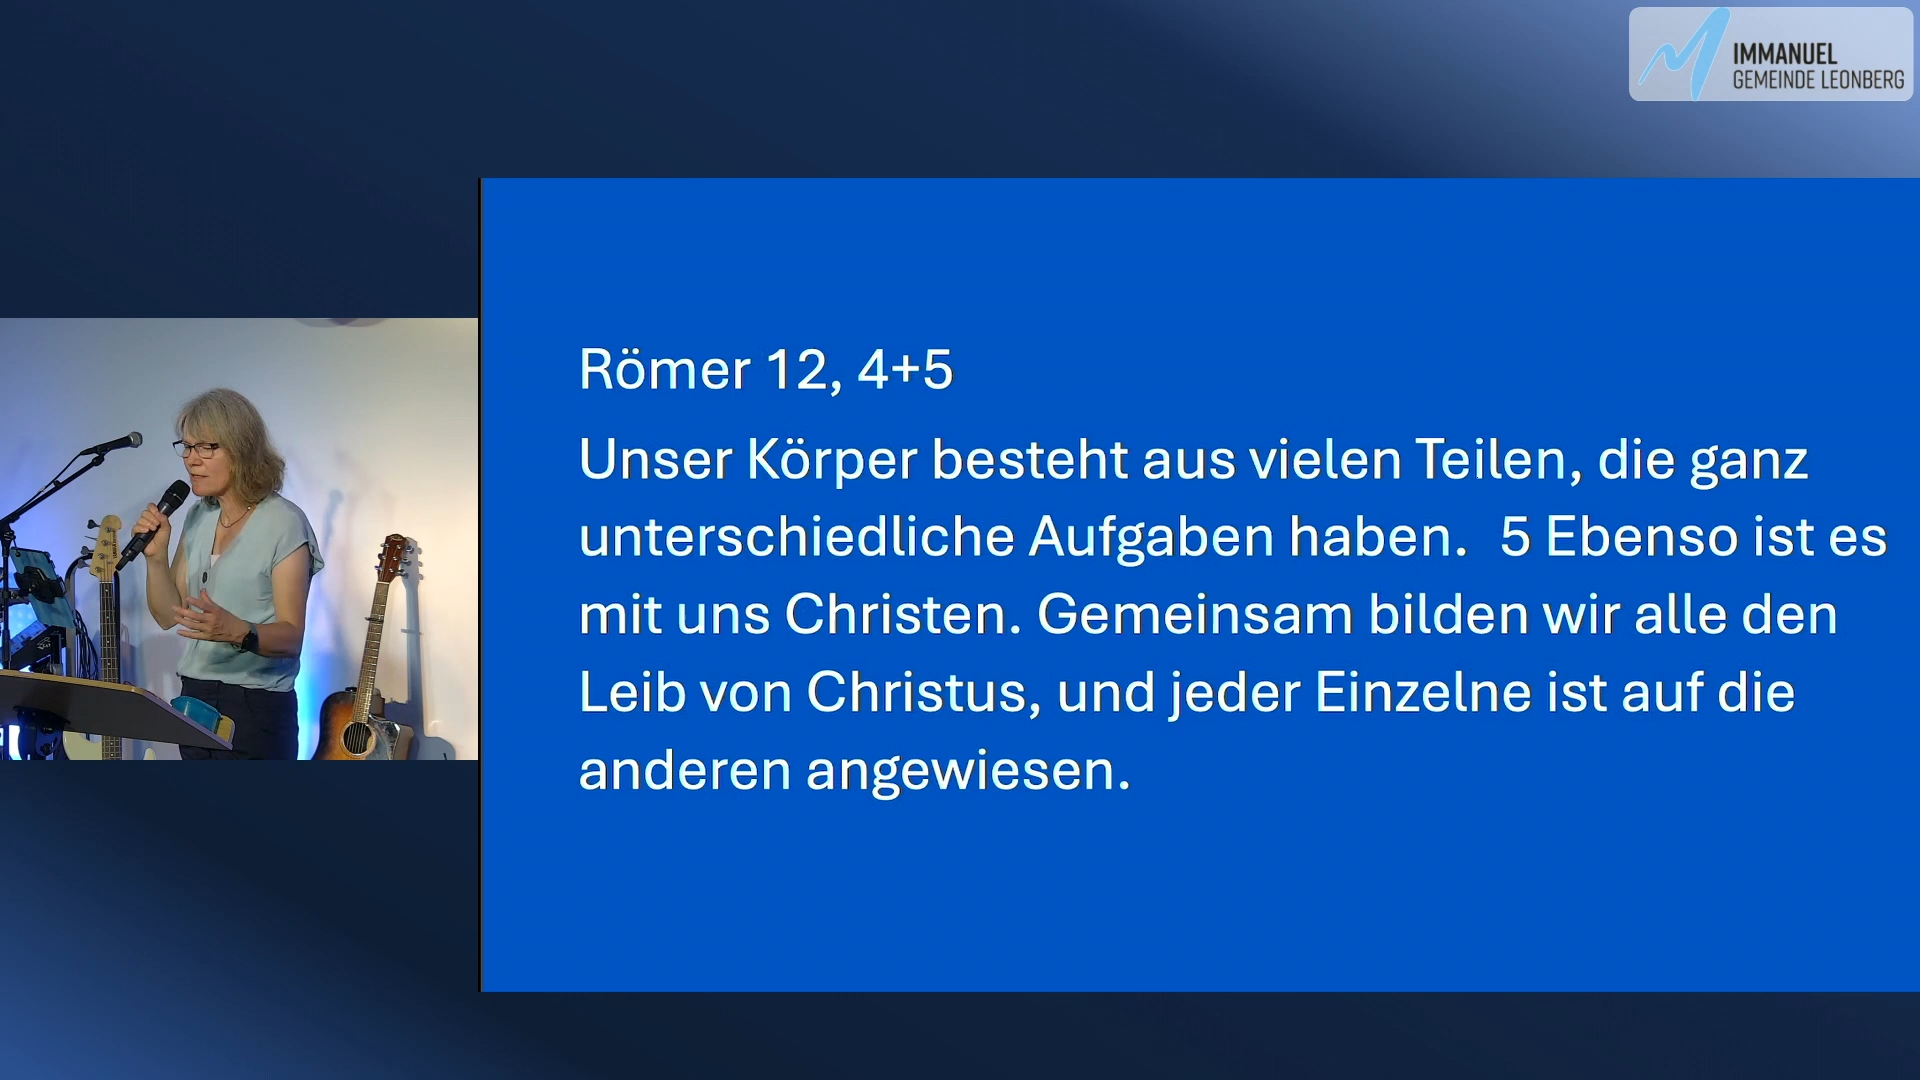 IMMANUEL
GEMEINDE LEONBERG
Römer 12, 4+5
Unser Körper besteht aus vielen Teilen, die ganz
unterschiedliche Aufgaben haben.  5 Ebenso ist es
mit uns Christen. Gemeinsam bilden wir alle den
Leib von Christus, und jeder Einzelne ist auf die
anderen angewiesen.